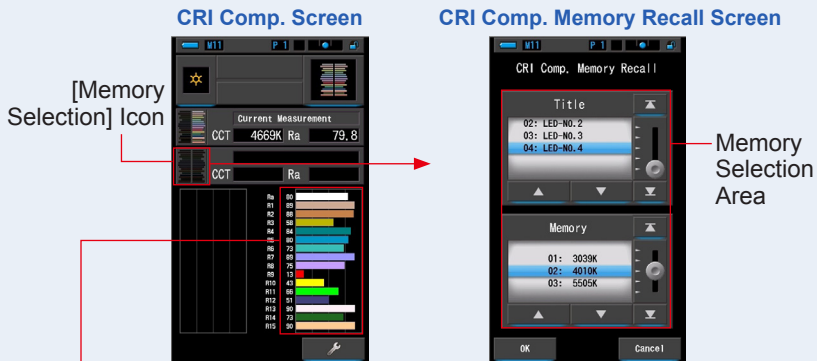 CRI Comp. Screen
CRI Comp. Memory Recall Screen
M11 P 1
[Memory
Selection] Icon
Current Measurement
CCT 4669K Ra 79.8
CCT Ra
Ra 80
R1 89
R2 88
R3 58
R4 84
R5 80
R6 73
R7 89
R8 75
R9 13
R10 43
R11 66
R12 51
R13 90
R14 73
R15 90
M11 P 1
CRI Comp. Memory Recall
Title
02: LED-NO.2
03: LED-NO.3
04: LED-NO.4
Memory
01: 3039K
02: 4010K
03: 5505K
OK Cancel
Memory
Selection
Area